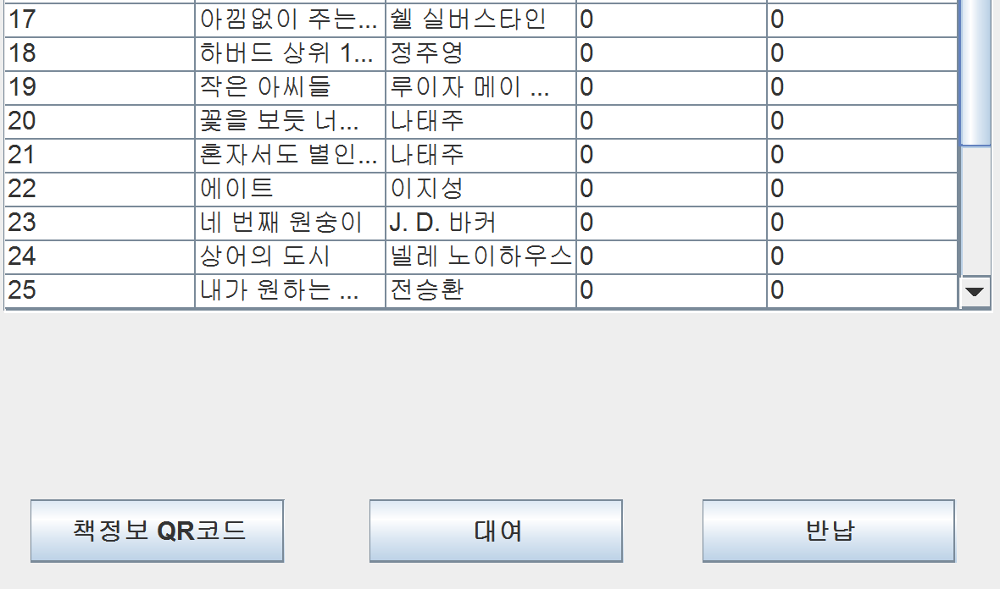 17 아낌없이 주는... 쉘 실버스타인 0 0
18 하버드 상위 1... 정주영 0 0
19 작은 아씨들 루이자 메이 ... 0 0
20 꽃을 보듯 너... 나태주 0 0
21 혼자서도 별인... 나태주 0 0
22 에이트 이지성 0 0
23 네 번째 원숭이 J. D. 바커 0 0
24 상어의 도시 넬레 노이하우스 0 0
25 내가 원하는 ... 전승환 0 0
책정보 QR코드 대여 반납